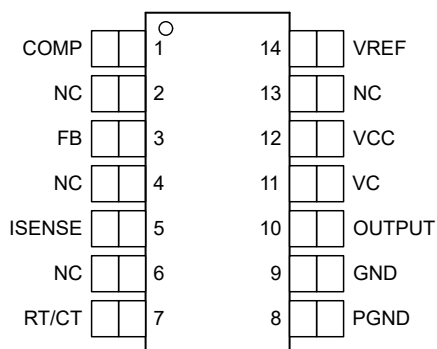 COMP 1 14 VREF
NC 2 13 NC
FB 3 12 VCC
NC 4 11 VC
ISENSE 5 10 OUTPUT
NC 6 9 GND
RT/CT 7 8 PGND